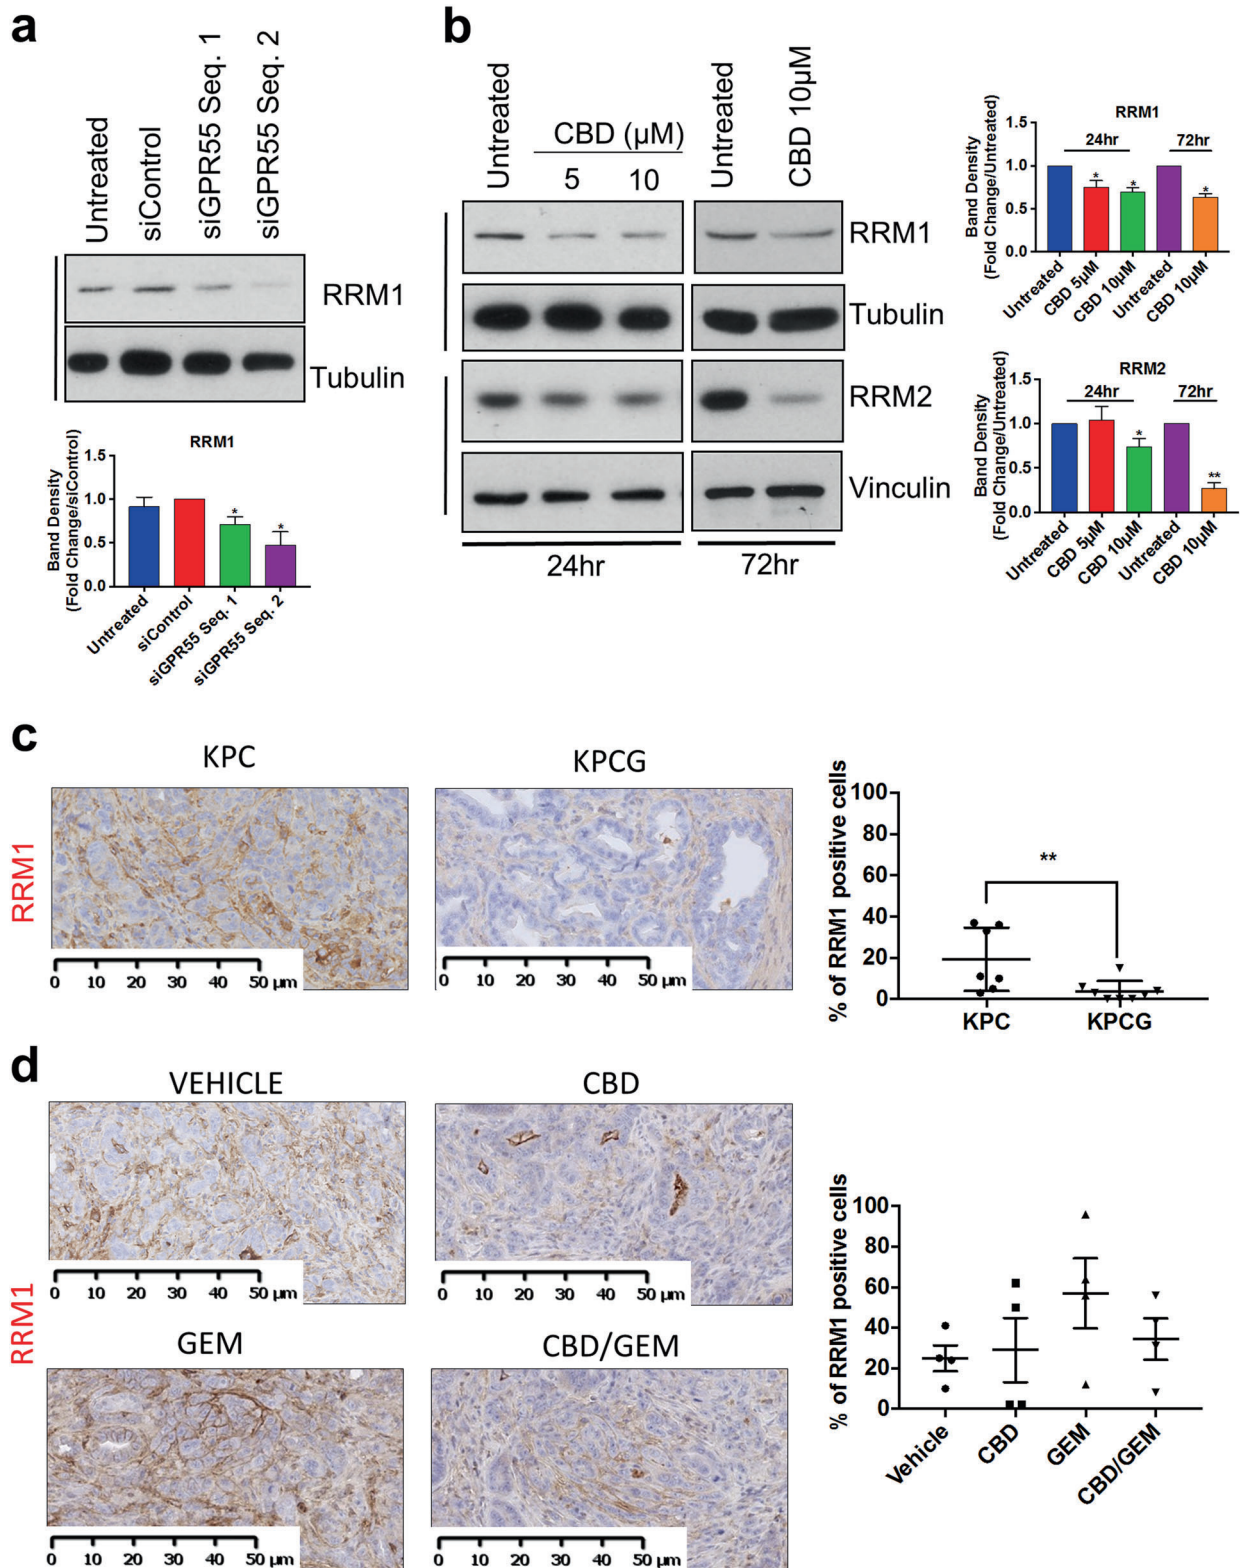 a
Untreated
siControl
siGPR55 Seq. 1
siGPR55 Seq. 2
RRM1
Tubulin
RRM1
Band Density
(Fold Change/siControl)
1.5
1.0
0.5
0.0
*
*
Untreated
siControl
siGPR55 Seq. 1
siGPR55 Seq. 2
b
Untreated
CBD (µM)
5 10
Untreated
CBD 10µM
RRM1
Tubulin
RRM2
Vinculin
24hr
72hr
RRM1
Band Density
(Fold Change/Untreated)
1.5
1.0
0.5
0.0
24hr
72hr
* * *
Untreated
CBD 5µM
CBD 10µM
Untreated
CBD 10µM
RRM2
Band Density
(Fold Change/Untreated)
1.5
1.0
0.5
0.0
24hr
72hr
* **
Untreated
CBD 5µM
CBD 10µM
Untreated
CBD 10µM
c
RRM1
KPC
0 10 20 30 40 50 µm
KPCG
0 10 20 30 40 50 µm
% of RRM1 positive cells
100
80
60
40
20
0
**
KPC
KPCG
d
RRM1
VEHICLE
0 10 20 30 40 50 µm
CBD
0 10 20 30 40 50 µm
GEM
0 10 20 30 40 50 µm
CBD/GEM
0 10 20 30 40 50 µm
% of RRM1 positive cells
100
80
60
40
20
0
Vehicle
CBD
GEM
CBD/GEM